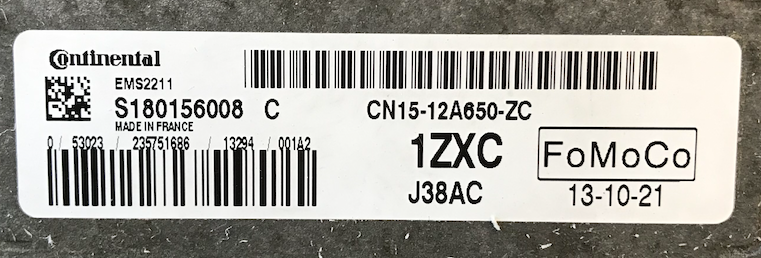 Continental
EMS2211
S180156008 C
CN15-12A650-ZC
MADE IN FRANCE
0 / 53023 / 235751686 / 13294 / 001A2
1ZXC
FoMoCo
J38AC
13-10-21